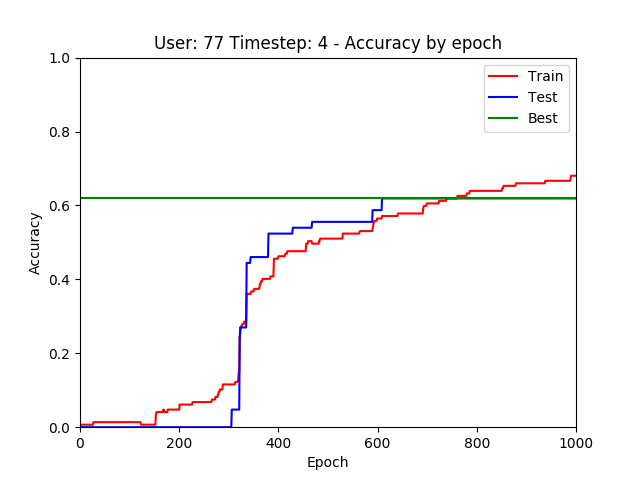 User: 77 Timestep: 4 - Accuracy by epoch
1.0
Train
Test
Best
0.8
0.6
0.4
0.2
0.0
Accuracy
0 200 400 600 800 1000
Epoch